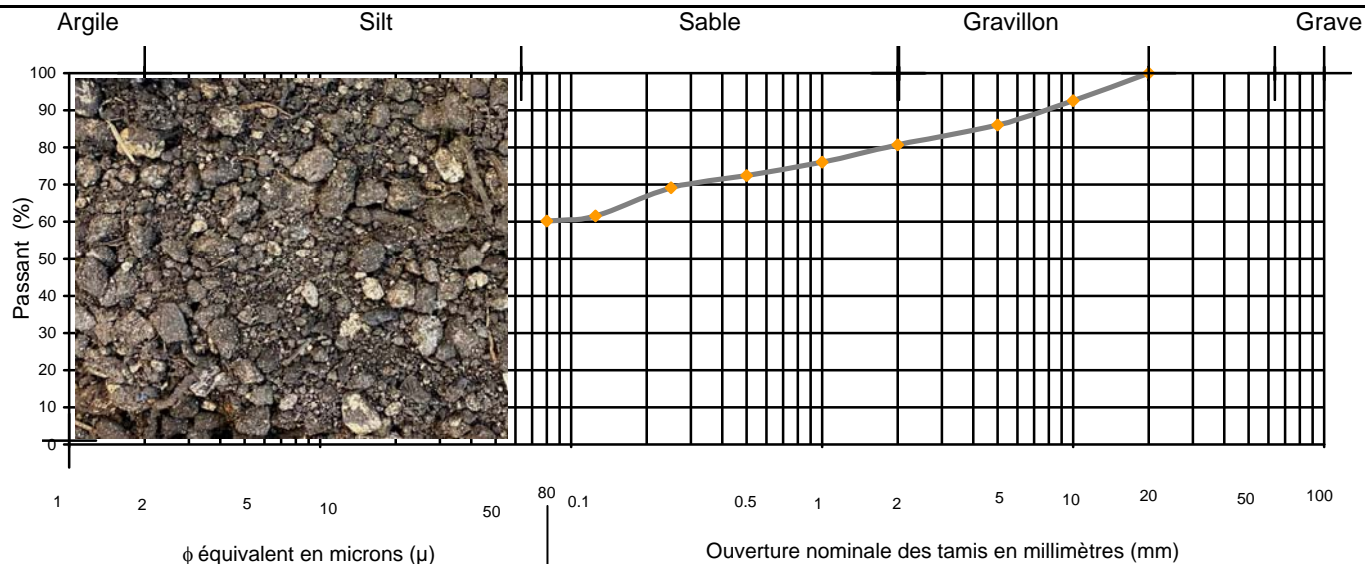 Argile Silt Sable Gravillon Grave
100
90
80
70
60
50
40
30
20
10
0
Passant (%)
1 2 5 10 50 80 0.1 0.5 1 2 5 10 20 50 100
ϕ équivalent en microns (µ)
Ouverture nominale des tamis en millimètres (mm)